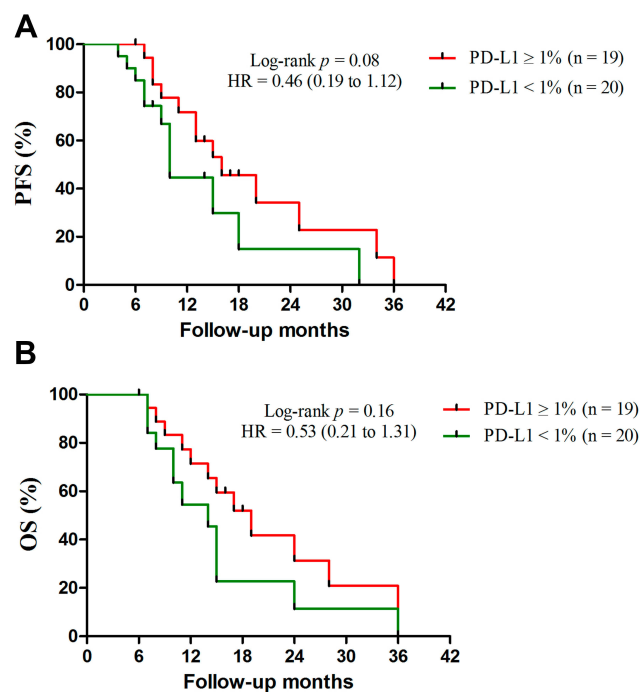 A
Log-rank p = 0.08
HR = 0.46 (0.19 to 1.12)
PD-L1 ≥ 1% (n = 19)
PD-L1 < 1% (n = 20)
PFS (%)
100
80
60
40
20
0
0 6 12 18 24 30 36 42
Follow-up months
B
Log-rank p = 0.16
HR = 0.53 (0.21 to 1.31)
PD-L1 ≥ 1% (n = 19)
PD-L1 < 1% (n = 20)
OS (%)
100
80
60
40
20
0
0 6 12 18 24 30 36 42
Follow-up months